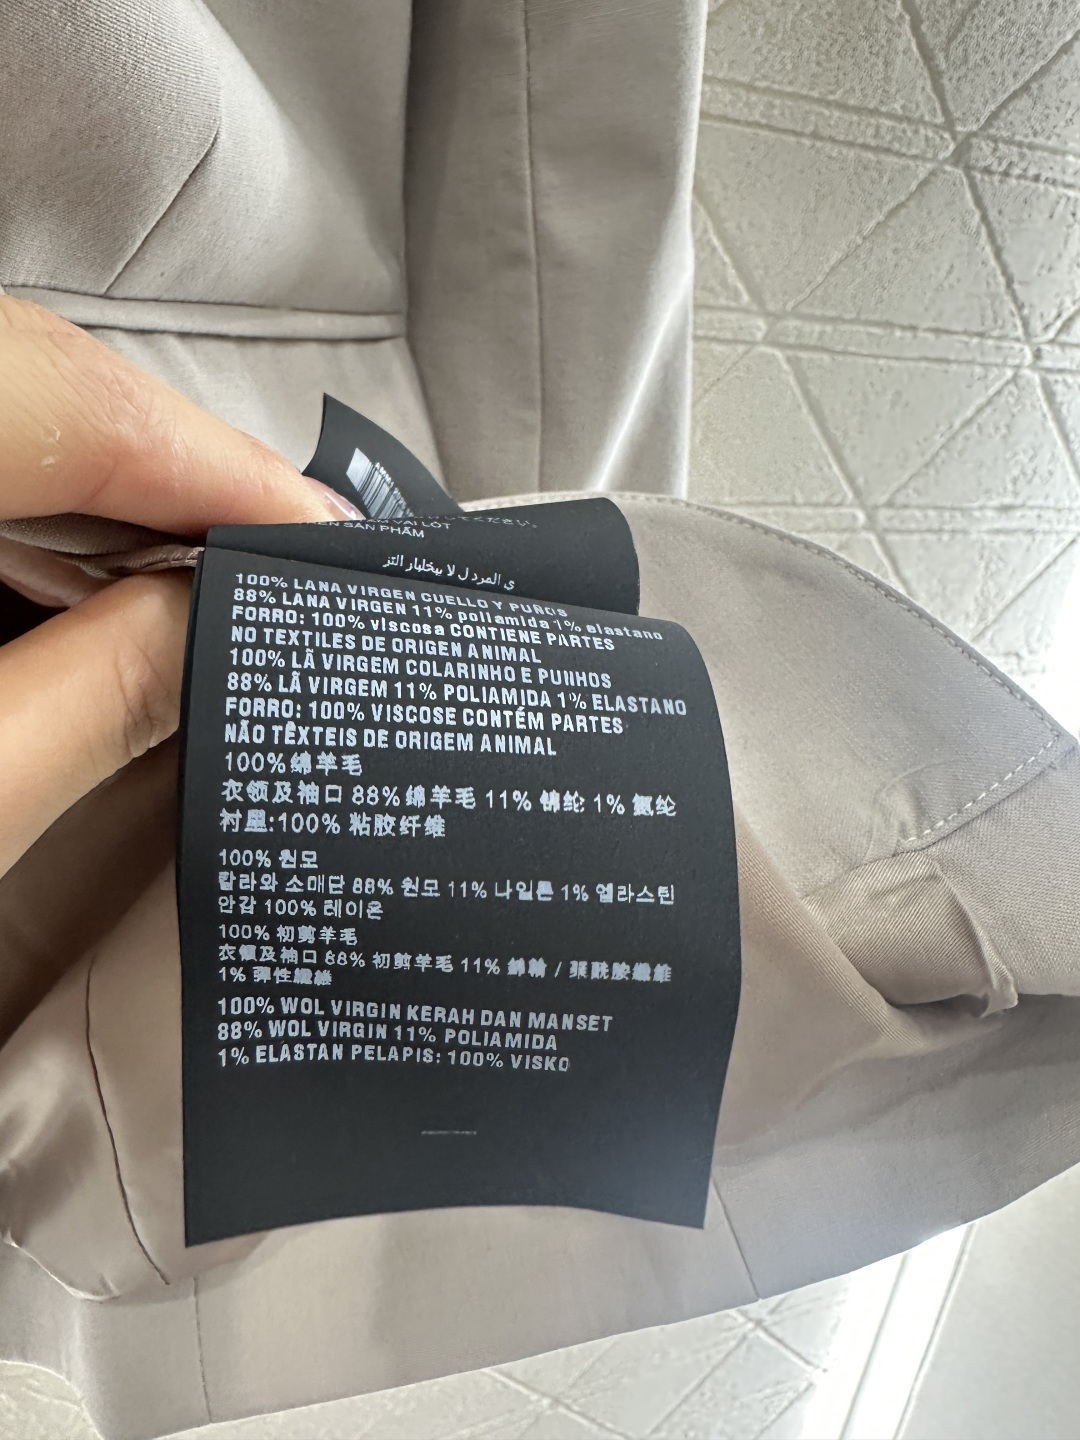 VAI LÓT
TRÊN SẢN PHẨM
100% LANA VIRGEN CUELLO Y PUÑOS
88% LANA VIRGEN 11% poliamida 1% elastano
FORRO: 100% viscosa CONTIENE PARTES
NO TEXTILES DE ORIGEN ANIMAL
100% LÃ VIRGEM COLARINHO E PUNHOS
88% LÃ VIRGEM 11% POLIAMIDA 1% ELASTANO
FORRO: 100% VISCOSE CONTÉM PARTES
NÃO TÊXTEIS DE ORIGEM ANIMAL
100% 绵羊毛
衣领及袖口 88% 绵羊毛 11% 锦纶 1% 氨纶
衬里:100% 粘胶纤维
100% 원모
칼라와 소매단 88% 원모 11% 나일론 1% 엘라스틴
안감 100% 레이온
100% 初剪羊毛
衣領及袖口 88% 初剪羊毛 11% 錦綸 / 聚酰胺纖維
1% 彈性纖維
100% WOL VIRGIN KERAH DAN MANSET
88% WOL VIRGIN 11% POLIAMIDA
1% ELASTAN PELAPIS: 100% VISKO